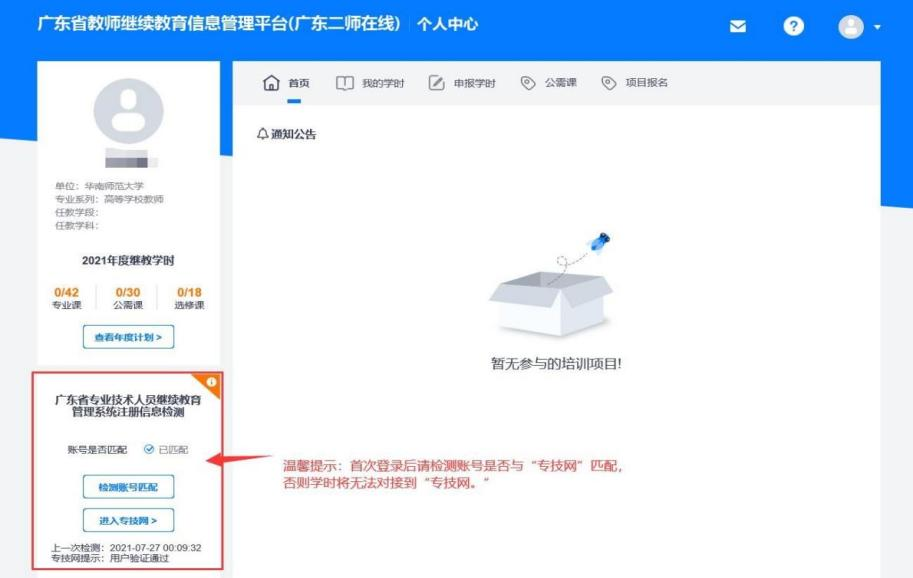 广东省教师继续教育信息管理平台(广东二师在线) 个人中心
首页 我的学时 申报学时 公需课 项目报名
通知公告
单位：华南师范大学
专业系列：高等学校教师
任教学段：
任教学科：
2021年度继教学时
0/42 0/30 0/18
专业课 公需课 选修课
查看年度计划 >
暂无参与的培训项目!
广东省专业技术人员继续教育
管理系统注册信息检测
账号是否匹配 已匹配
检测账号匹配
进入专技网 >
上一次检测：2021-07-27 00:09:32
专技网提示：用户验证通过
温馨提示：首次登录后请检测账号是否与“专技网”匹配，
否则学时将无法对接到“专技网。”